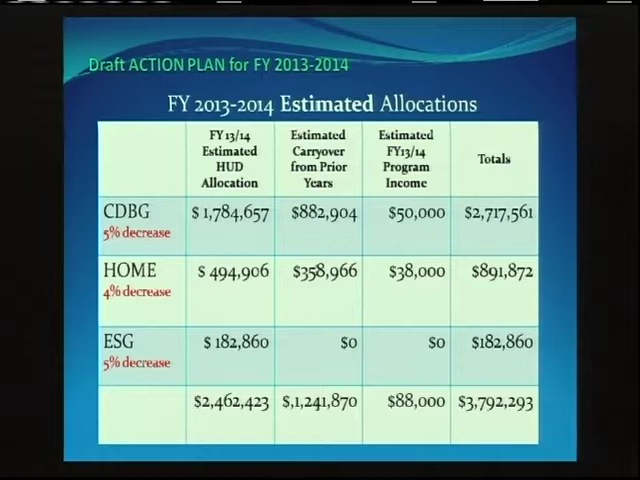 Draft ACTION PLAN for FY 2013-2014
FY 2013-2014 Estimated Allocations
FY 13/14 Estimated HUD Allocation
Estimated Carryover from Prior Years
Estimated FY13/14 Program Income
Totals
CDBG 5% decrease $ 1,784,657 $882,904 $50,000 $2,717,561
HOME 4% decrease $ 494,906 $358,966 $38,000 $891,872
ESG 5% decrease $ 182,860 $0 $0 $182,860
$2,462,423 $,1,241,870 $88,000 $3,792,293